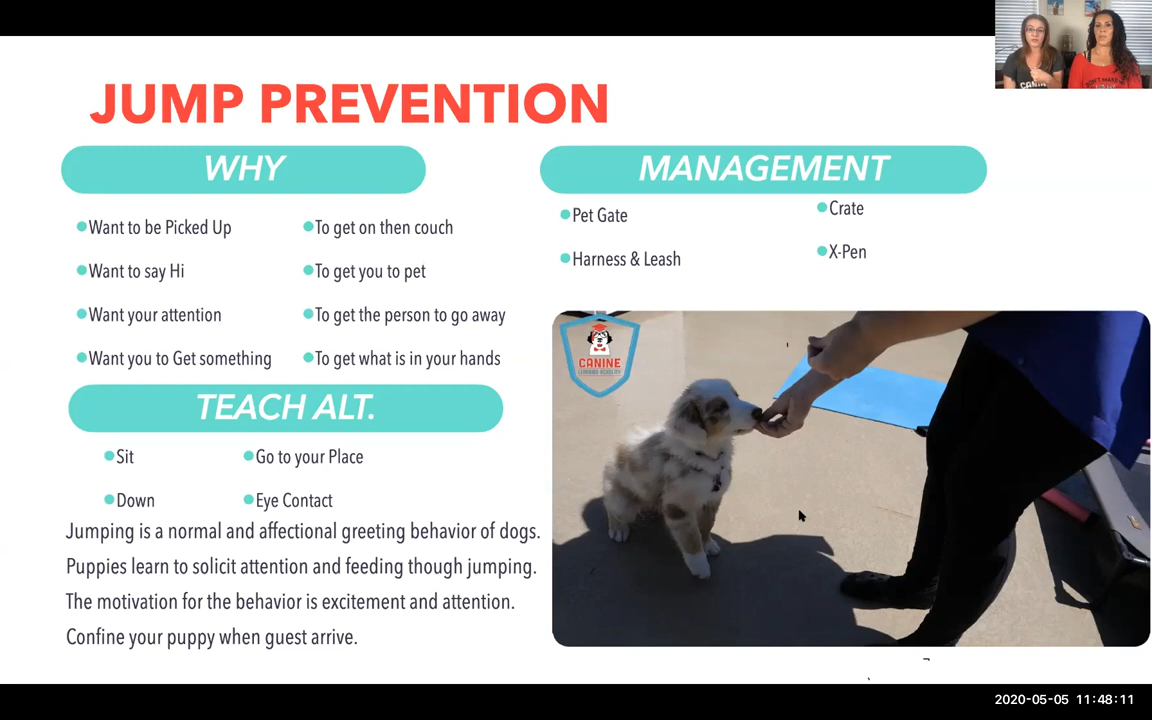 JUMP PREVENTION
WHY
Want to be Picked Up
To get on then couch
Want to say Hi
To get you to pet
Want your attention
To get the person to go away
Want you to Get something
To get what is in your hands
MANAGEMENT
Pet Gate
Crate
Harness & Leash
X-Pen
TEACH ALT.
Sit
Go to your Place
Down
Eye Contact
Jumping is a normal and affectional greeting behavior of dogs.
Puppies learn to solicit attention and feeding though jumping.
The motivation for the behavior is excitement and attention.
Confine your puppy when guest arrive.
CANINE
LEARNING ACADEMY
2020-05-05 11:48:11